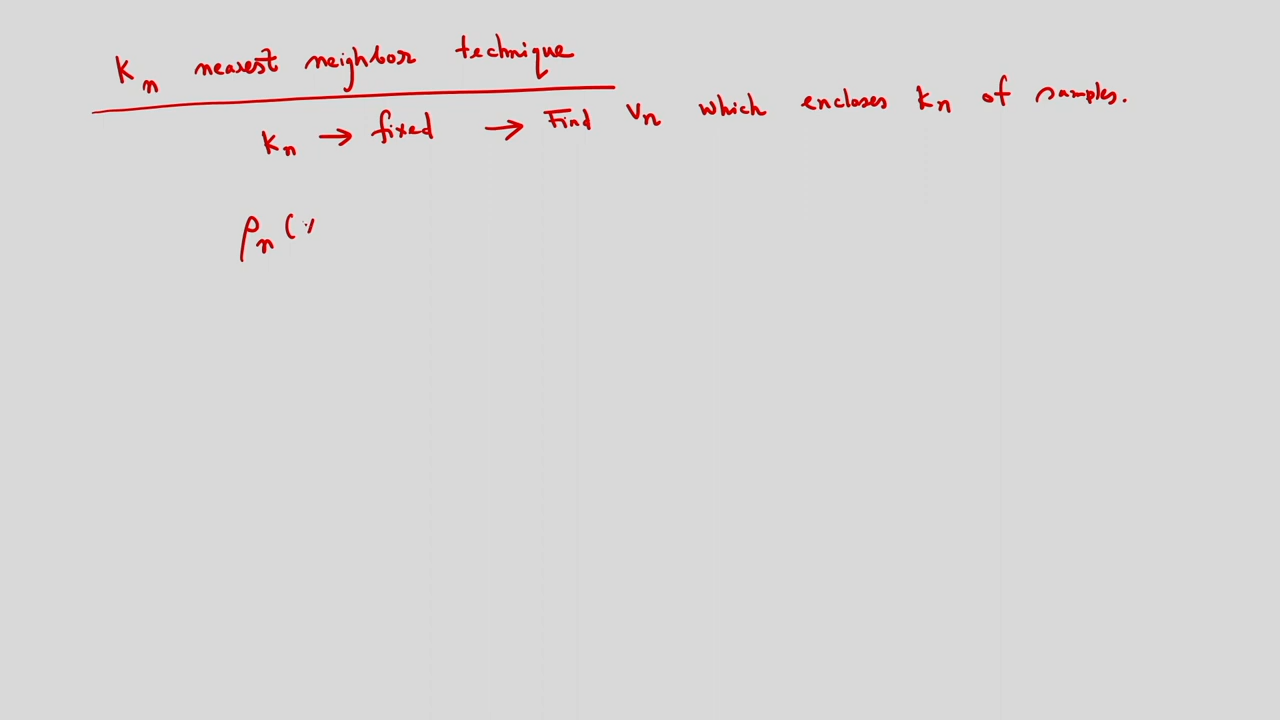 Kn nearest neighbor technique
Kn → fixed → Find Vn which encloses Kn of samples.
Pn (